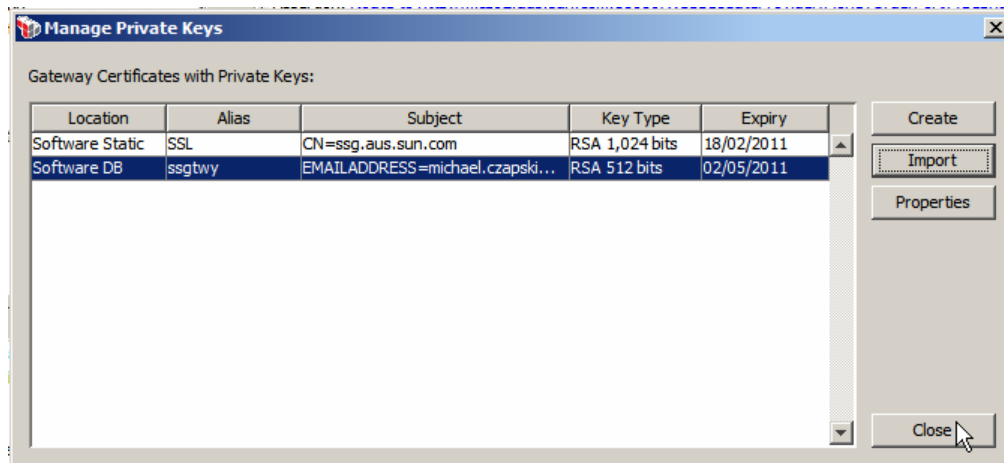 Manage Private Keys
Gateway Certificates with Private Keys:
Location Alias Subject Key Type Expiry
Software Static SSL CN=ssg.aus.sun.com RSA 1,024 bits 18/02/2011
Software DB ssgtwy EMAILADDRESS=michael.czapski... RSA 512 bits 02/05/2011
Create
Import
Properties
Close